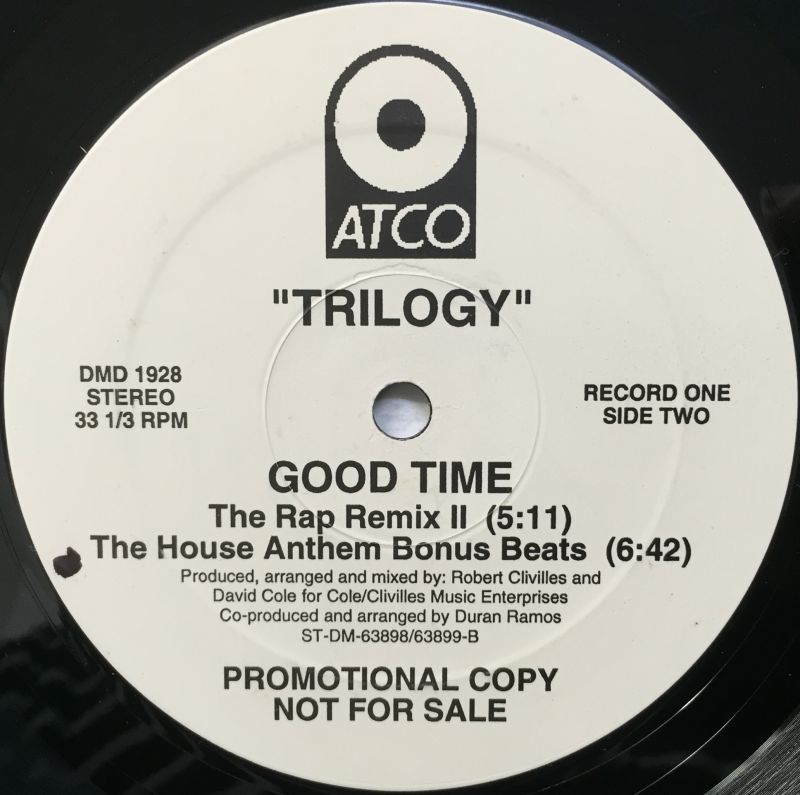 ATCO
"TRILOGY"
DMD 1928
STEREO
33 1/3 RPM
RECORD ONE
SIDE TWO
GOOD TIME
The Rap Remix II (5:11)
The House Anthem Bonus Beats (6:42)
Produced, arranged and mixed by: Robert Clivilles and
David Cole for Cole/Clivilles Music Enterprises
Co-produced and arranged by Duran Ramos
ST-DM-63898/63899-B
PROMOTIONAL COPY
NOT FOR SALE